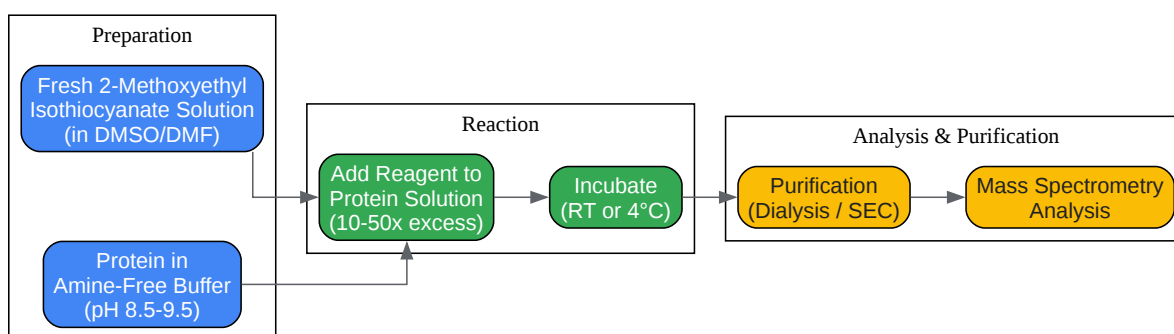 Preparation
Fresh 2-Methoxyethyl
Isothiocyanate Solution
(in DMSO/DMF)
Protein in
Amine-Free Buffer
(pH 8.5-9.5)
Reaction
Add Reagent to
Protein Solution
(10-50x excess)
Incubate
(RT or 4°C)
Analysis & Purification
Purification
(Dialysis / SEC)
Mass Spectrometry
Analysis